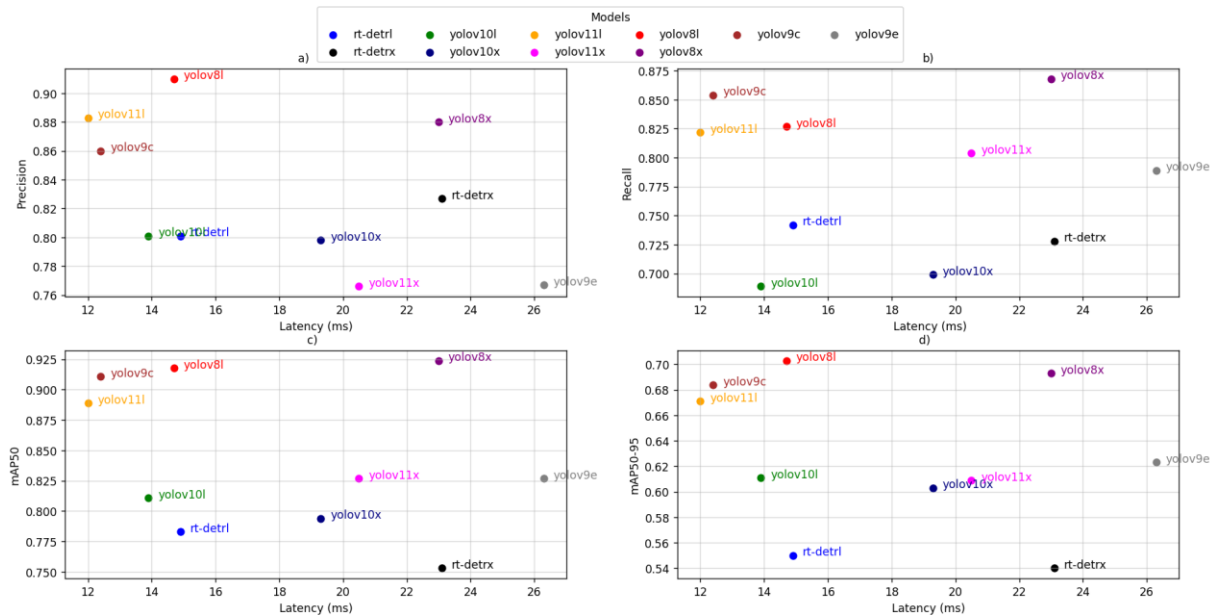 Models
rt-detrl yolov10l yolov11l yolov8l yolov9c yolov9e
rt-detrx yolov10x yolov11x yolov8x
a)
Precision
0.90
0.88
0.86
0.84
0.82
0.80
0.78
0.76
yolov8l
yolov11l
yolov8x
yolov9c
rt-detrx
yolov10l
rt-detrl
yolov10x
yolov11x
yolov9e
12 14 16 18 20 22 24 26
Latency (ms)
b)
Recall
0.875
0.850
0.825
0.800
0.775
0.750
0.725
0.700
yolov8x
yolov9c
yolov8l
yolov11l
yolov11x
yolov9e
rt-detrl
rt-detrx
yolov10x
yolov10l
12 14 16 18 20 22 24 26
Latency (ms)
c)
mAP50
0.925
0.900
0.875
0.850
0.825
0.800
0.775
0.750
yolov8x
yolov8l
yolov9c
yolov11l
yolov11x
yolov9e
yolov10l
yolov10x
rt-detrl
rt-detrx
12 14 16 18 20 22 24 26
Latency (ms)
d)
mAP50-95
0.70
0.68
0.66
0.64
0.62
0.60
0.58
0.56
0.54
yolov8l
yolov8x
yolov9c
yolov11l
yolov9e
yolov10l
yolov11x
yolov10x
rt-detrl
rt-detrx
12 14 16 18 20 22 24 26
Latency (ms)